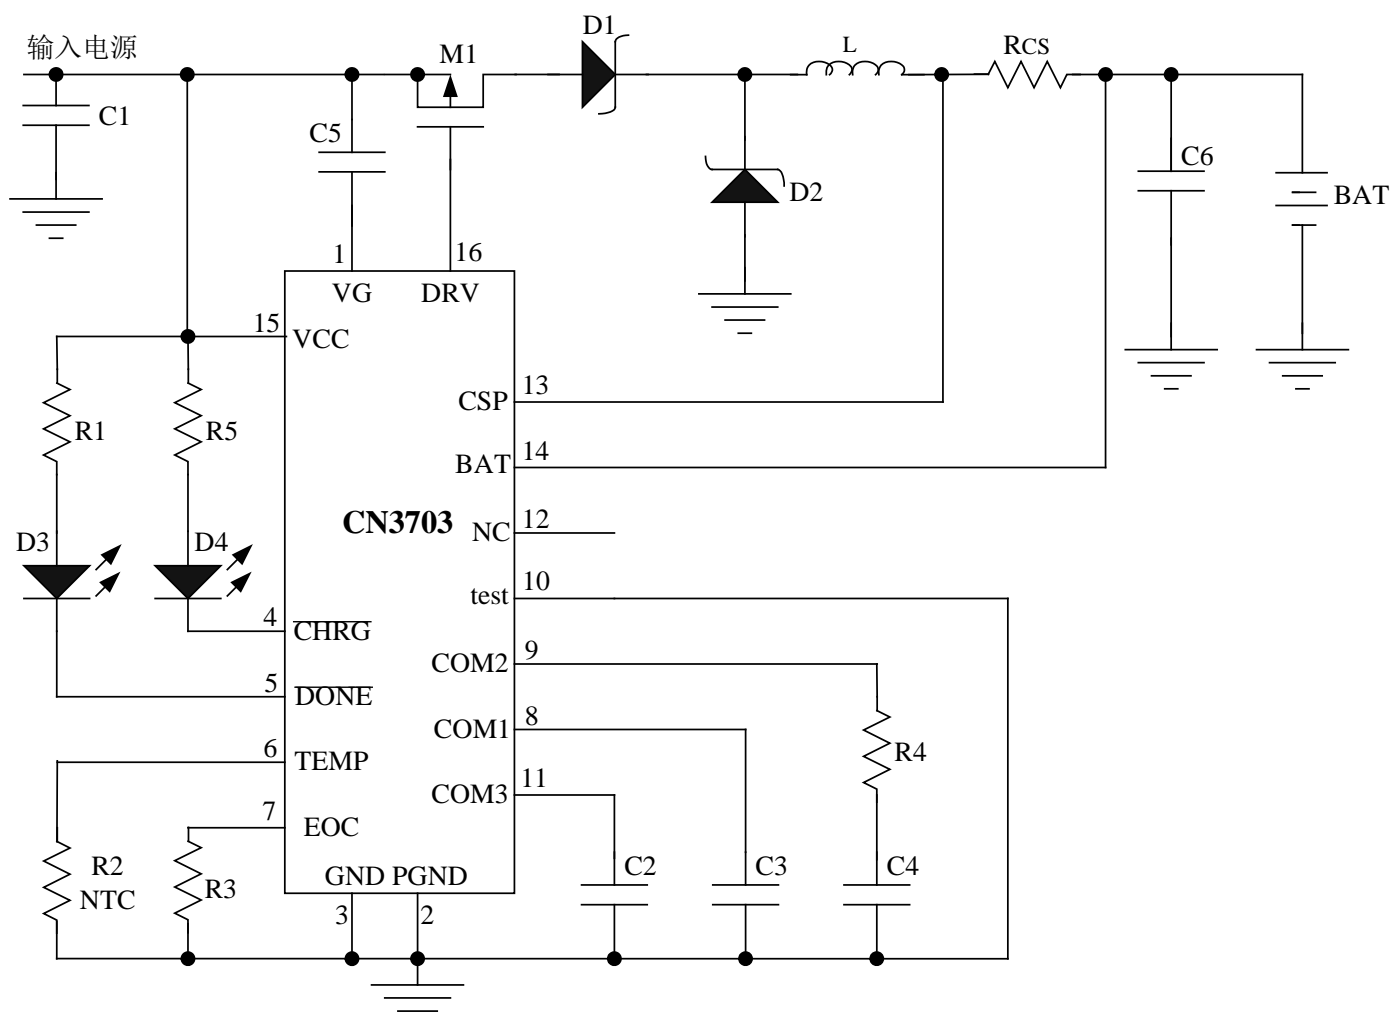 输入电源
M1
D1
L
RCS
C1
C5
D2
C6
BAT
1
16
VG
DRV
15
VCC
13
CSP
R1
R5
14
BAT
CN3703
12
NC
D3
D4
10
test
4
CHRG
9
COM2
5
DONE
8
COM1
R4
6
TEMP
11
COM3
7
EOC
R2
NTC
R3
GND PGND
C2
C3
C4
3
2